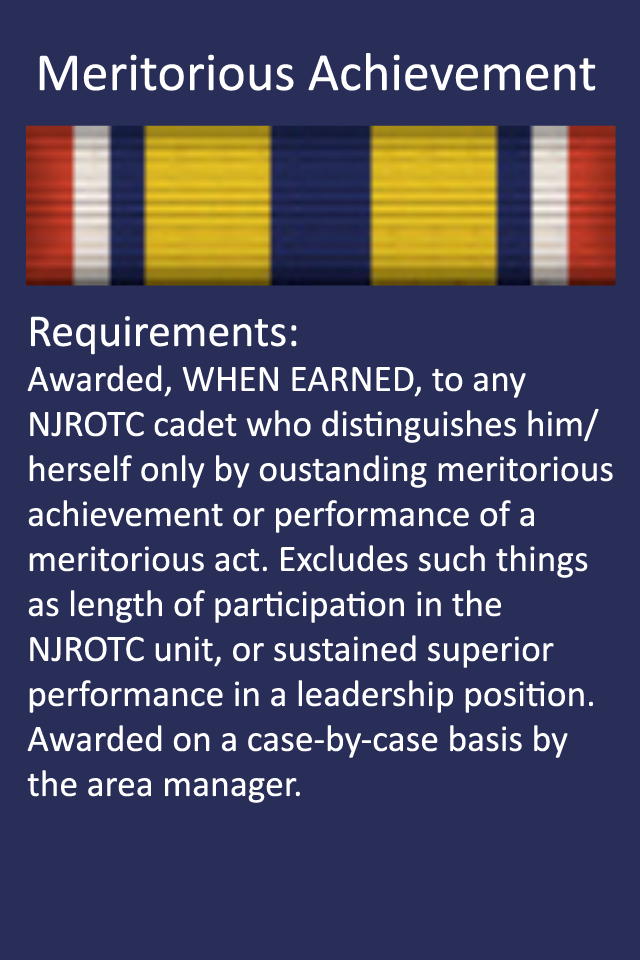 Meritorious Achievement
Requirements:
Awarded, WHEN EARNED, to any
NJROTC cadet who distinguishes him/
herself only by oustanding meritorious
achievement or performance of a
meritorious act. Excludes such things
as length of participation in the
NJROTC unit, or sustained superior
performance in a leadership position.
Awarded on a case-by-case basis by
the area manager.